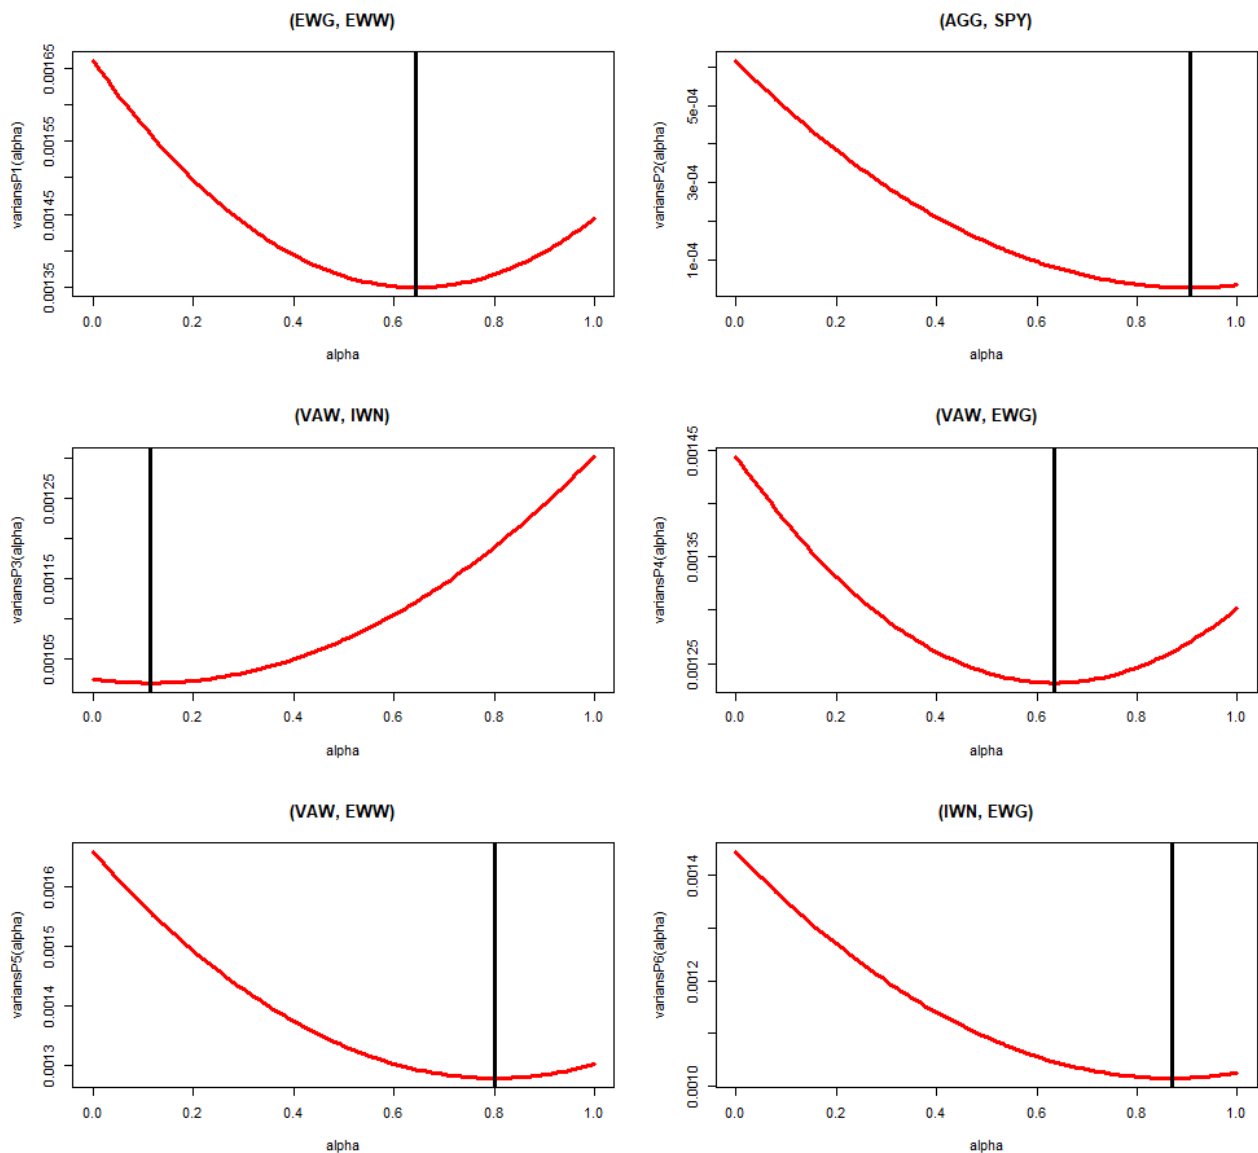 (EWG, EWW)
variansP1(alpha)
0.00165
0.00155
0.00145
0.00135
0.0 0.2 0.4 0.6 0.8 1.0
alpha
(AGG, SPY)
variansP2(alpha)
5e-04
3e-04
1e-04
0.0 0.2 0.4 0.6 0.8 1.0
alpha
(VAW, IWN)
variansP3(alpha)
0.00125
0.00115
0.00105
0.0 0.2 0.4 0.6 0.8 1.0
alpha
(VAW, EWG)
variansP4(alpha)
0.00145
0.00135
0.00125
0.0 0.2 0.4 0.6 0.8 1.0
alpha
(VAW, EWW)
variansP5(alpha)
0.0016
0.0015
0.0014
0.0013
0.0 0.2 0.4 0.6 0.8 1.0
alpha
(IWN, EWG)
variansP6(alpha)
0.0014
0.0012
0.0010
0.0 0.2 0.4 0.6 0.8 1.0
alpha